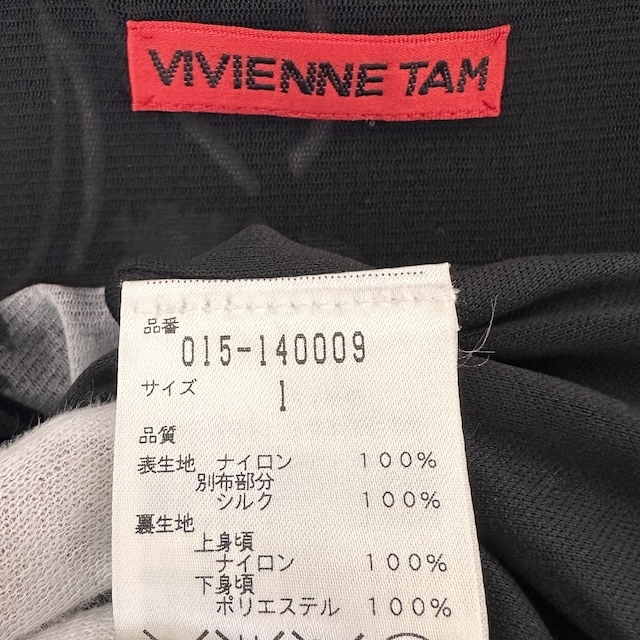 VIVIENNE TAM
品番
015-140009
サイズ 1
品質
表生地 ナイロン 100%
別布部分
シルク 100%
裏生地
上身頃
ナイロン 100%
下身頃
ポリエステル 100%